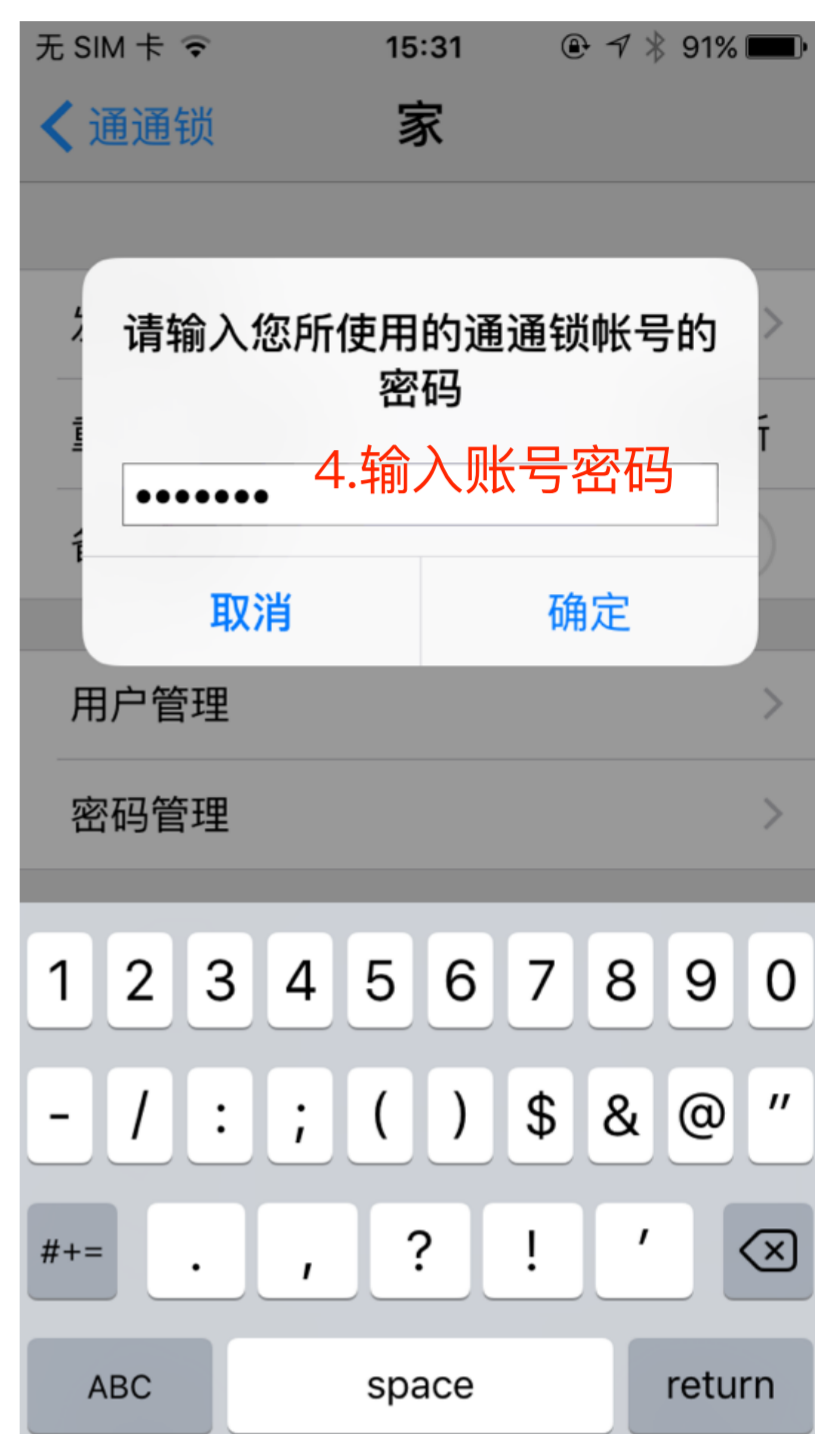 无 SIM 卡 15:31 91%
通通锁 家
请输入您所使用的通通锁帐号的
密码
4.输入账号密码
•••••••
取消 确定
用户管理
密码管理
1 2 3 4 5 6 7 8 9 0
- / : ; ( ) $ & @ "
#+= . , ? ! '
ABC space return